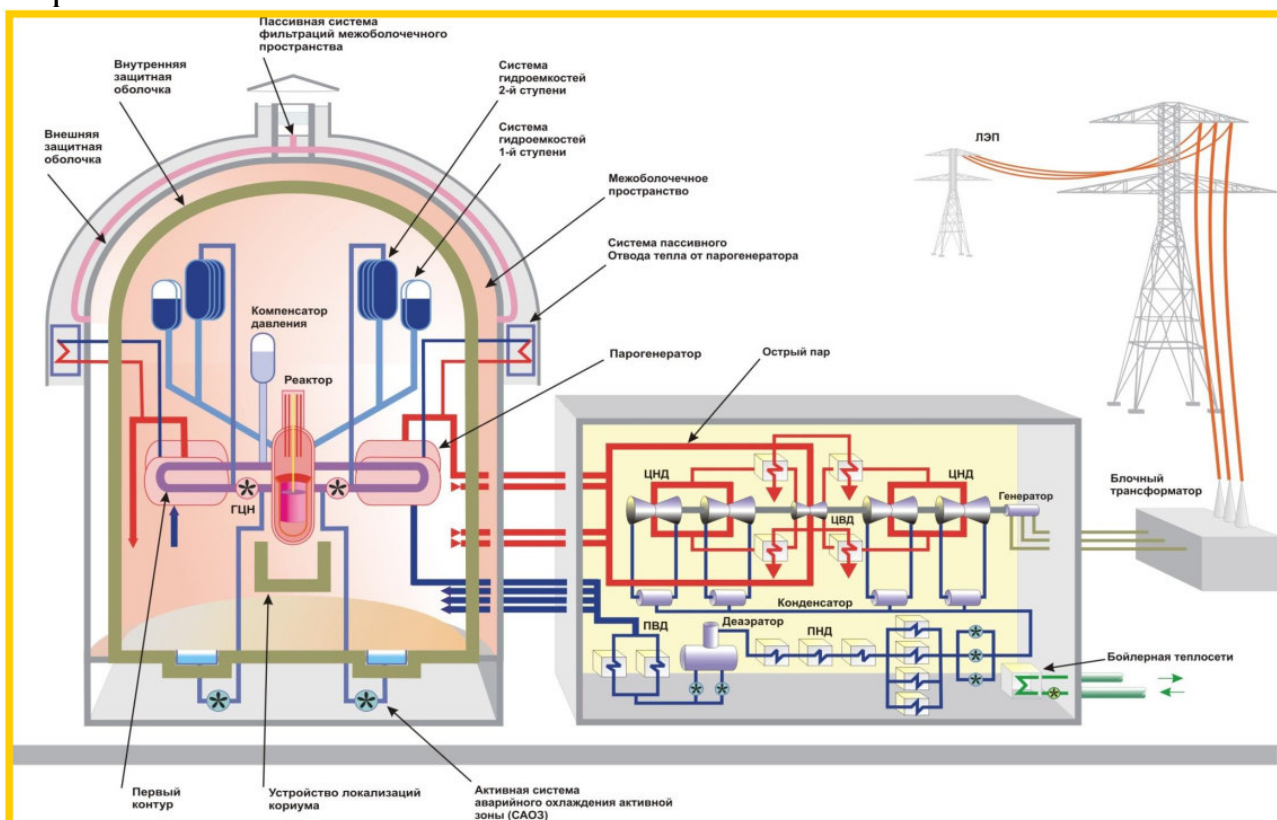 Пассивная система
фильтраций межоболочечного
пространства
Внутренняя
защитная
оболочка
Система
гидроемкостей
2-й ступени
Внешняя
защитная
оболочка
Система
гидроемкостей
1-й ступени
ЛЭП
Межоболочечное
пространство
Система пассивного
Отвода тепла от парогенератора
Компенсатор
давления
Реактор
Парогенератор
Острый пар
ЦНД
ЦНД
Генератор
Блочный
трансформатор
ГЦН
ЦВД
Конденсатор
ПВД
Деаэратор
ПНД
Бойлерная теплосети
Первый
контур
Устройство локализаций
кориума
Активная система
аварийного охлаждения активной
зоны (САОЗ)